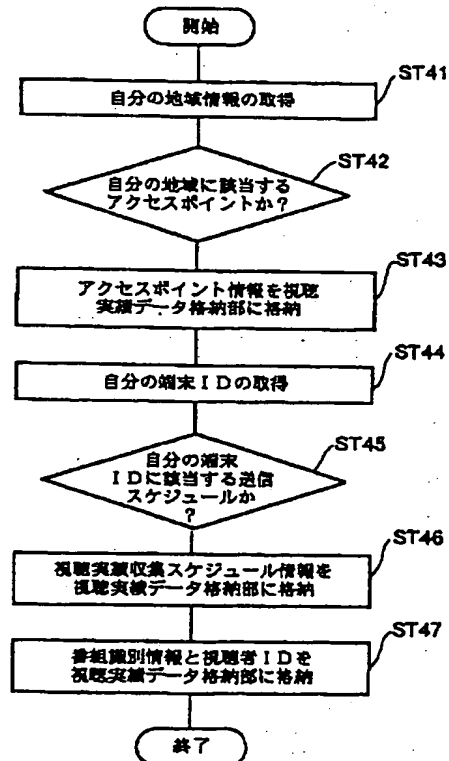 開始
ST41
自分の地域情報の取得
ST42
自分の地域に該当する
アクセスポイントか?
ST43
アクセスポイント情報を視聴
実績データ格納部に格納
ST44
自分の端末IDの取得
ST45
自分の端末
IDに該当する送信
スケジュールか
?
ST46
視聴実績収集スケジュール情報を
視聴実績データ格納部に格納
ST47
番組識別情報と視聴者IDを
視聴実績データ格納部に格納
終了